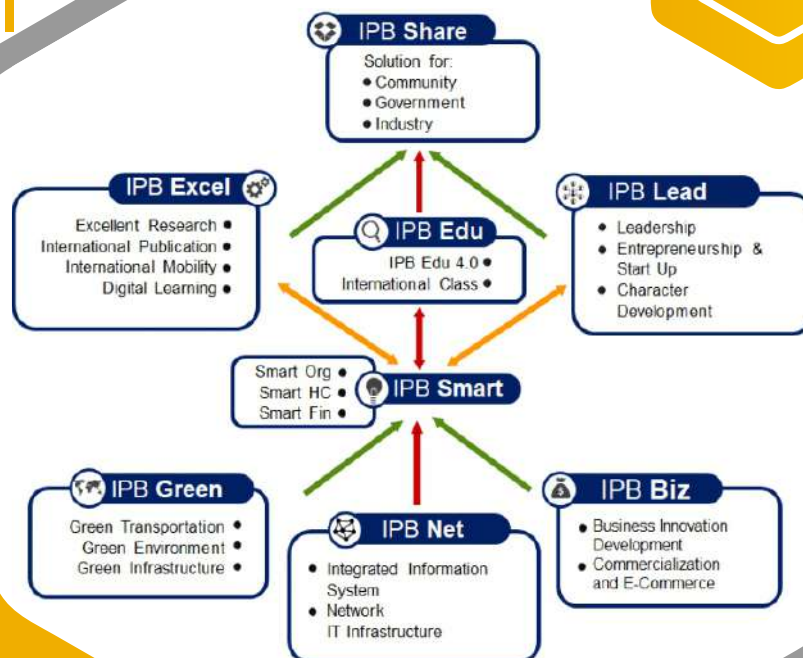 IPB Share
Solution for:
• Community
• Government
• Industry
IPB Excel
Excellent Research •
International Publication •
International Mobility •
Digital Learning •
IPB Edu
IPB Edu 4.0 •
International Class •
IPB Lead
• Leadership
• Entrepreneurship &
Start Up
• Character
Development
Smart Org •
Smart HC •
Smart Fin •
IPB Smart
IPB Green
Green Transportation •
Green Environment •
Green Infrastructure •
IPB Net
• Integrated Information
System
• Network
IT Infrastructure
IPB Biz
• Business Innovation
Development
• Commercialization
and E-Commerce